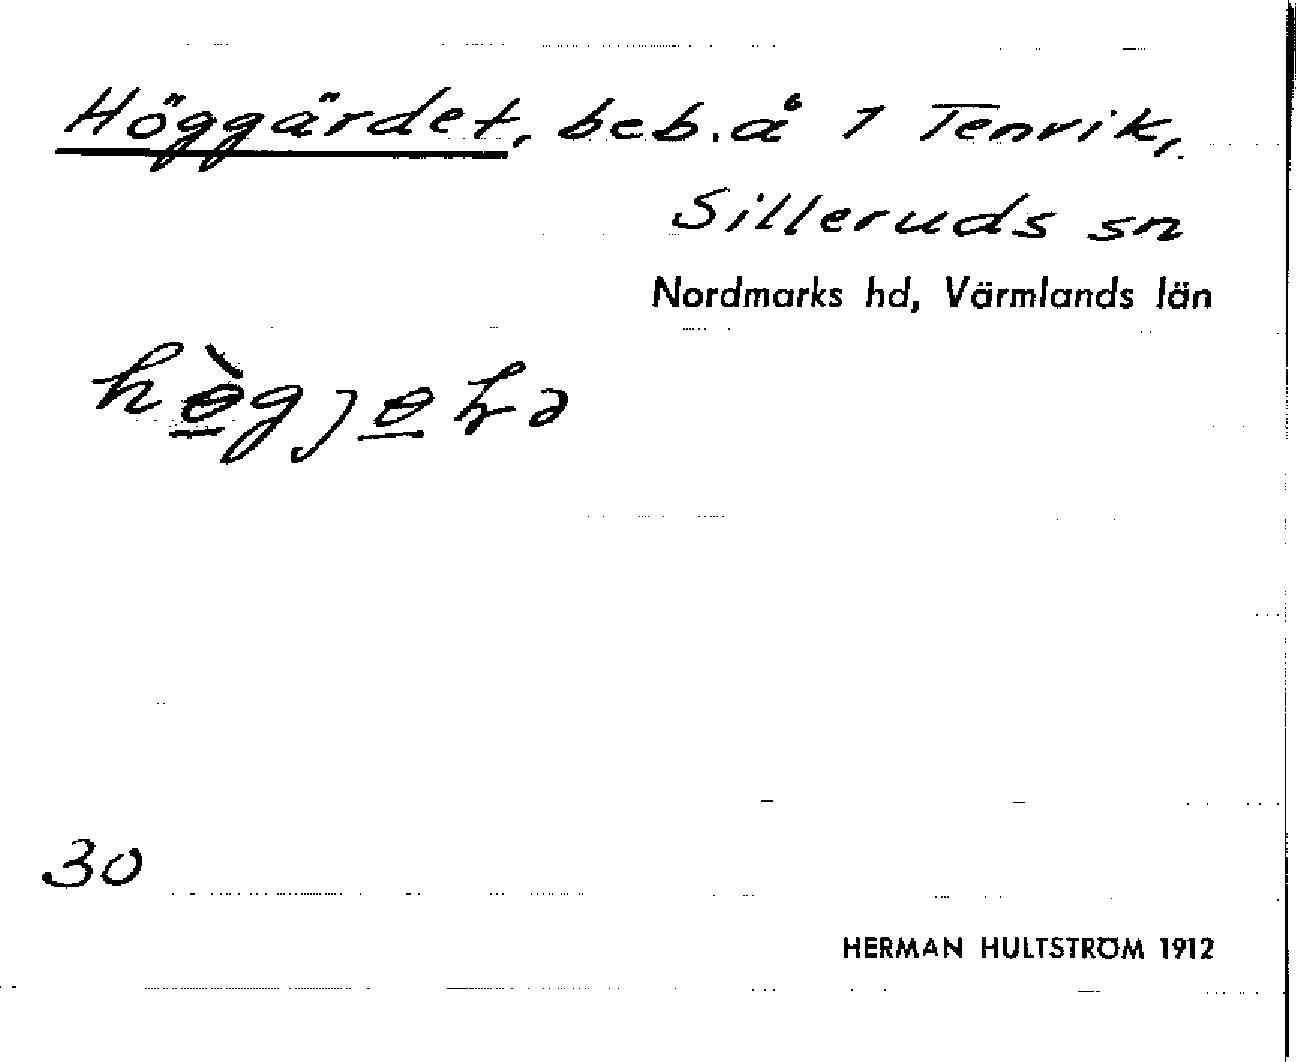 Höggärdet, beb. å 1 Tenvik,
Silleruds sn
Nordmarks hd, Värmlands län
30
HERMAN HULTSTRÖM 1912